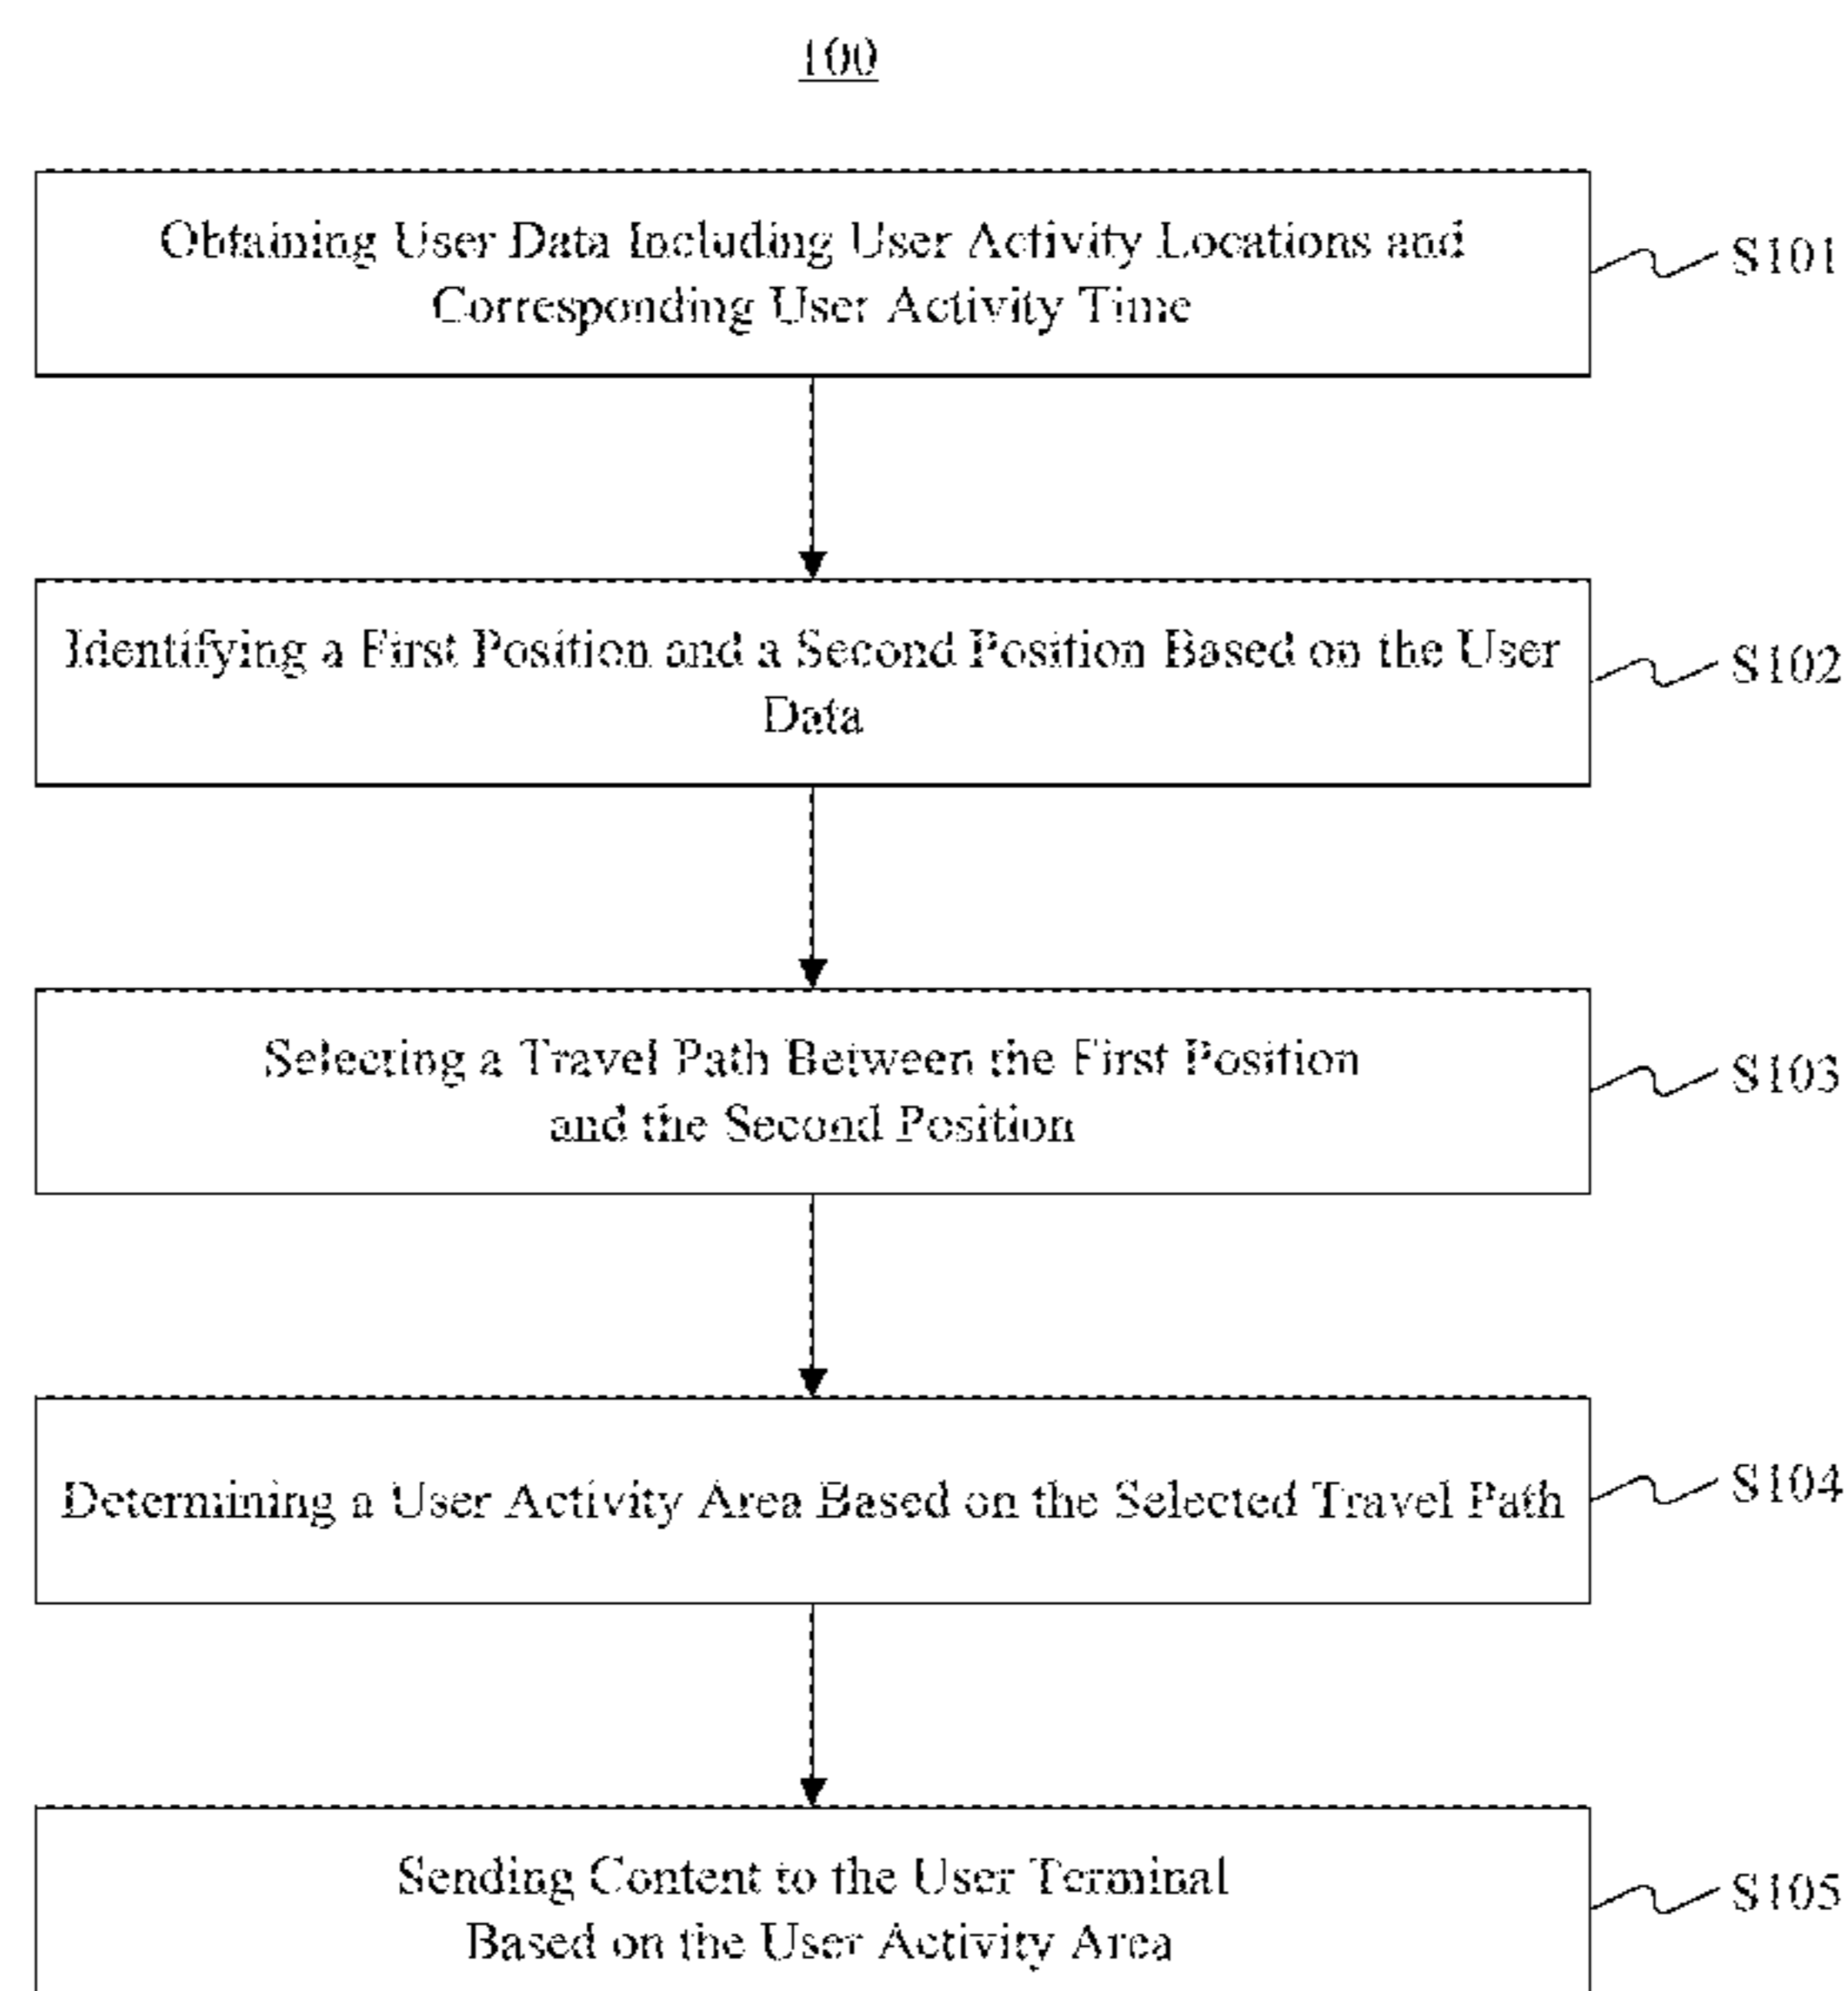 100
Obtaining User Data Including User Activity Locations and
Corresponding User Activity Time
S101
Identifying a First Position and a Second Position Based on the User
Data
S102
Selecting a Travel Path Between the First Position
and the Second Position
S103
Determining a User Activity Area Based on the Selected Travel Path
S104
Sending Content to the User Terminal
Based on the User Activity Area
S105